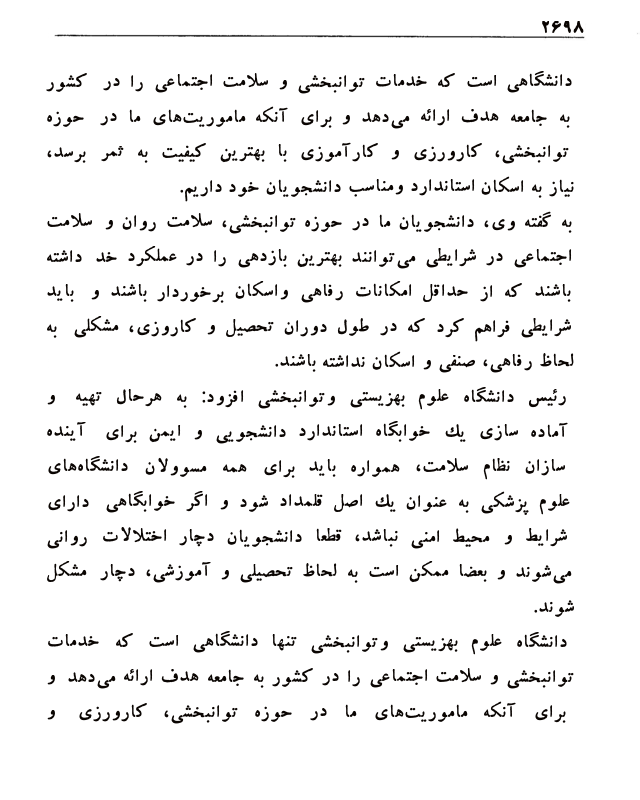 ۲۶۹۸
دانشگاهی است که خدمات توانبخشی و سلامت اجتماعی را در کشور
به جامعه هدف ارائه می‌دهد و برای آنکه ماموریت‌های ما در حوزه
توانبخشی، کارورزی و کارآموزی با بهترین کیفیت به ثمر برسد،
نیاز به اسکان استاندارد ومناسب دانشجویان خود داریم.
به گفته وی، دانشجویان ما در حوزه توانبخشی، سلامت روان و سلامت
اجتماعی در شرایطی می‌توانند بهترین بازدهی را در عملکرد خد داشته
باشند که از حداقل امکانات رفاهی واسکان برخوردار باشند و باید
شرایطی فراهم کرد که در طول دوران تحصیل و کاروزی، مشکلی به
لحاظ رفاهی، صنفی و اسکان نداشته باشند.
رئیس دانشگاه علوم بهزیستی وتوانبخشی افزود: به هرحال تهیه و
آماده سازی یك خوابگاه استاندارد دانشجویی و ایمن برای آینده
سازان نظام سلامت، همواره باید برای همه مسوولان دانشگاه‌های
علوم پزشکی به عنوان یك اصل قلمداد شود و اگر خوابگاهی دارای
شرایط و محیط امنی نباشد، قطعا دانشجویان دچار اختلالات روانی
می‌شوند و بعضا ممکن است به لحاظ تحصیلی و آموزشی، دچار مشکل
شوند.
دانشگاه علوم بهزیستی وتوانبخشی تنها دانشگاهی است که خدمات
توانبخشی و سلامت اجتماعی را در کشور به جامعه هدف ارائه می‌دهد و
برای آنکه ماموریت‌های ما در حوزه توانبخشی، کارورزی و